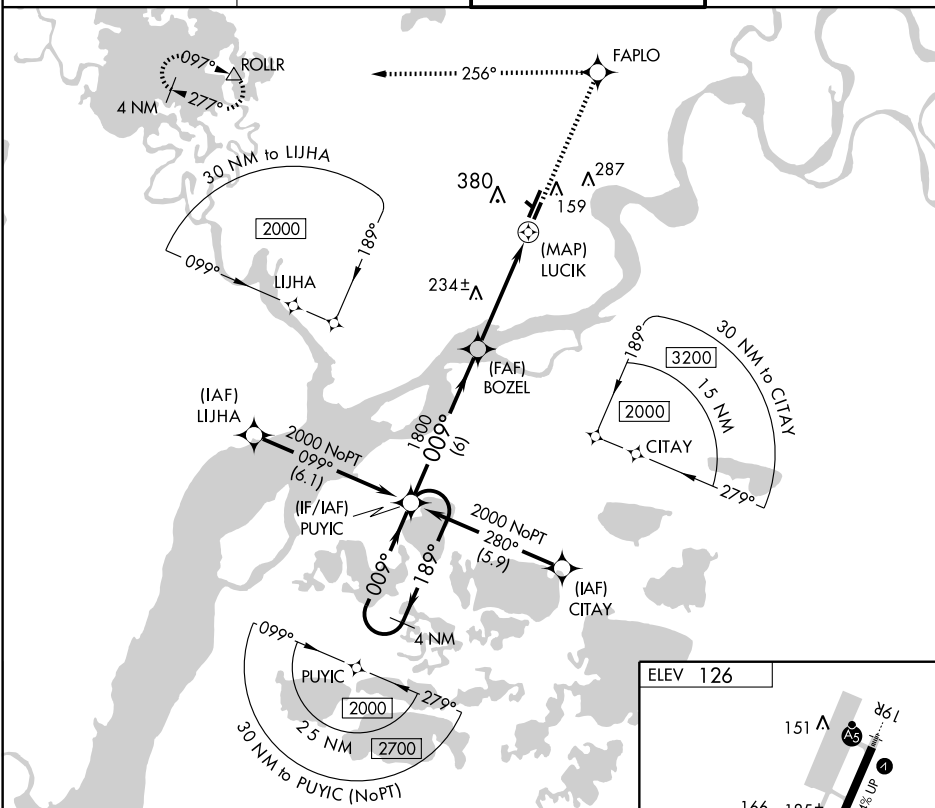 097°
ROLLR
4 NM
277°
256°
FAPLO
30 NM to LIJHA
2000
189°
099°
LIJHA
380
287
159
(MAP)
LUCIK
234±
(FAF)
BOZEL
189°
30 NM to CITAY
3200
15 NM
2000
CITAY
279°
(IAF)
LIJHA
2000 NoPT
099°
(6.1)
1800
009°
(6)
(IF/IAF)
PUYIC
2000 NoPT
280°
(5.9)
(IAF)
CITAY
009°
189°
4 NM
099°
PUYIC
279°
2000
25 NM
2700
30 NM to PUYIC (NoPT)
ELEV 126
151
A5
19R
1
% UP